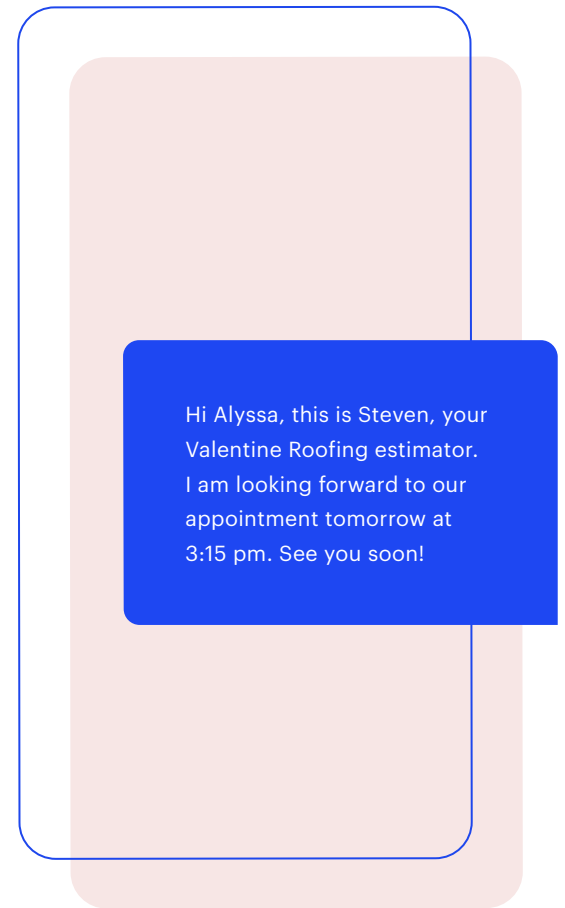 Hi Alyssa, this is Steven, your
Valentine Roofing estimator.
I am looking forward to our
appointment tomorrow at
3:15 pm. See you soon!